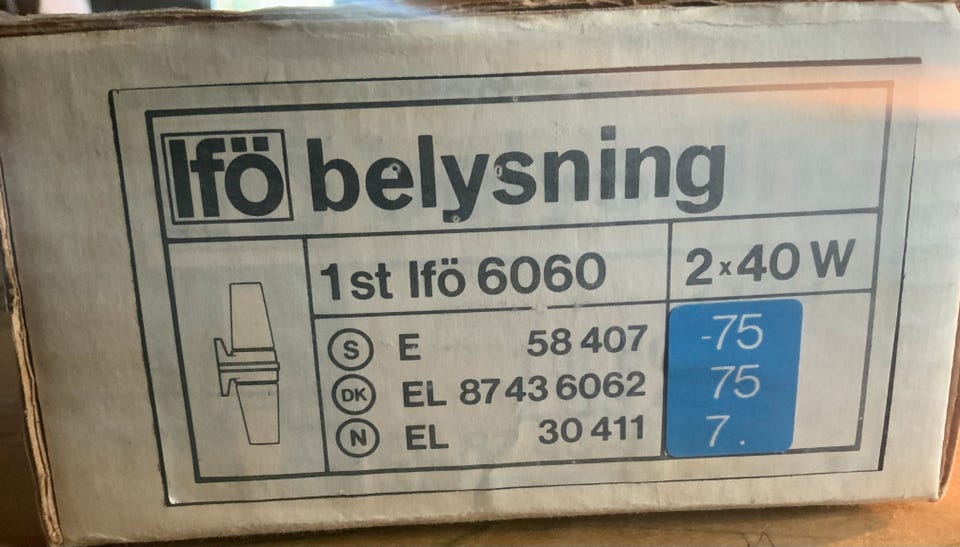 Ifö belysning
1st Ifö 6060
2x40 W
S E 58 407 -75
DK EL 87 43 6062 75
N EL 30 411 7.